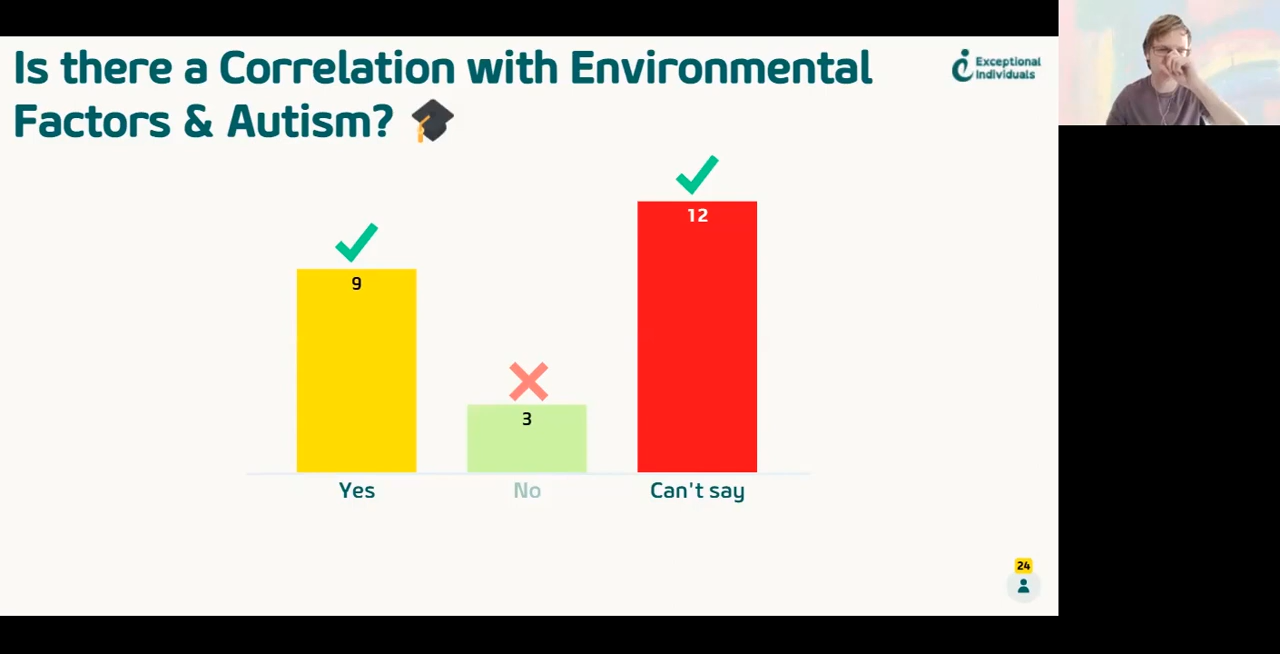 Is there a Correlation with Environmental
Factors & Autism?
Exceptional
Individuals
9
3
12
Yes
No
Can't say
24